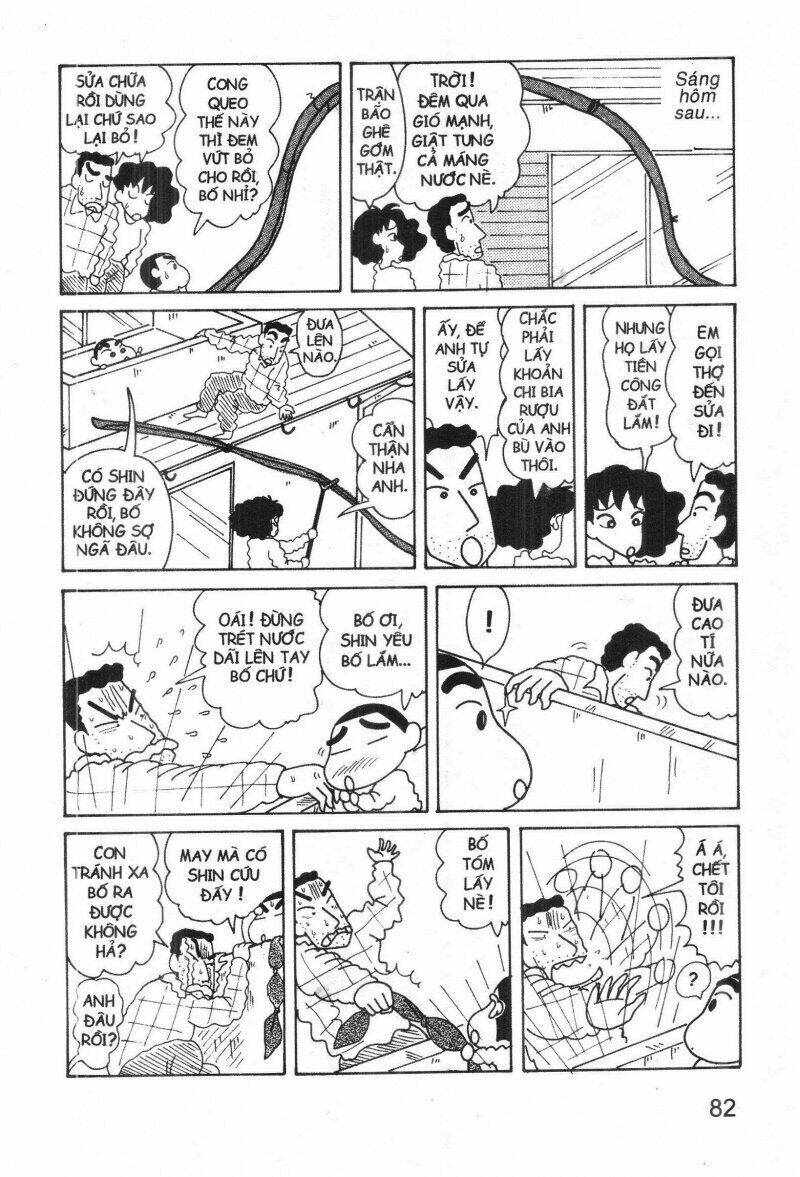 Sáng
hôm
sau...
TRỜI!
ĐÊM QUA
GIÓ MẠNH,
GIẬT TUNG
CẢ MÁNG
NƯỚC NÈ.
TRẬN
BÃO
GHÊ
GỚM
THẬT.
CONG
QUEO
THẾ NÀY
THÌ ĐEM
VỨT BỎ
CHO RỒI,
BỐ NHỈ?
SỬA CHỮA
RỒI DÙNG
LẠI CHỨ SAO
LẠI BỎ!
EM
GỌI
THỢ
ĐẾN
SỬA
ĐI!
NHƯNG
HỌ LẤY
TIỀN
CÔNG
ĐẮT
LẮM!
CHẮC
PHẢI
LẤY
KHOẢN
CHI BIA
RƯỢU
CỦA ANH
BÙ VÀO
THÔI.
ẤY, ĐỂ
ANH TỰ
SỬA
LẤY
VẬY.
ĐƯA
LÊN
NÀO.
CẨN
THẬN
NHA
ANH.
CÓ SHIN
ĐỨNG ĐÂY
RỒI, BỐ
KHÔNG SỢ
NGÃ ĐÂU.
ĐƯA
CAO
TÍ
NỮA
NÀO.
!
BỐ ƠI,
SHIN YÊU
BỐ LẮM...
OÁI! ĐỪNG
TRÉT NƯỚC
DÃI LÊN TAY
BỐ CHỨ!
Á Á,
CHẾT
TÔI
RỒI
!!!
?
BỐ
TÓM
LẤY
NÈ!
MAY MÀ CÓ
SHIN CỨU
ĐẤY!
CON
TRÁNH XA
BỐ RA
ĐƯỢC
KHÔNG
HẢ?
ANH
ĐÂU
RỒI?
82